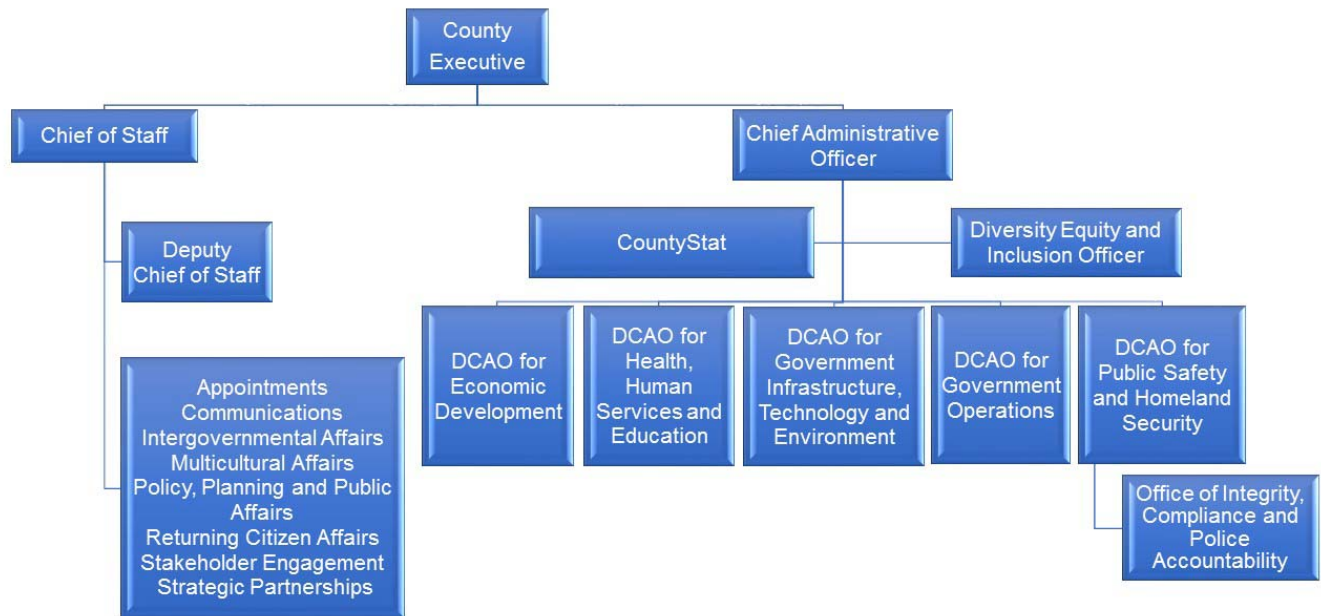 County
Executive
Chief of Staff
Chief Administrative
Officer
CountyStat
Diversity Equity and
Inclusion Officer
Deputy
Chief of Staff
DCAO for
Economic
Development
DCAO for
Health,
Human
Services and
Education
DCAO for
Government
Infrastructure,
Technology and
Environment
DCAO for
Government
Operations
DCAO for
Public Safety
and Homeland
Security
Appointments
Communications
Intergovernmental Affairs
Multicultural Affairs
Policy, Planning and Public
Affairs
Returning Citizen Affairs
Stakeholder Engagement
Strategic Partnerships
Office of Integrity,
Compliance and
Police
Accountability